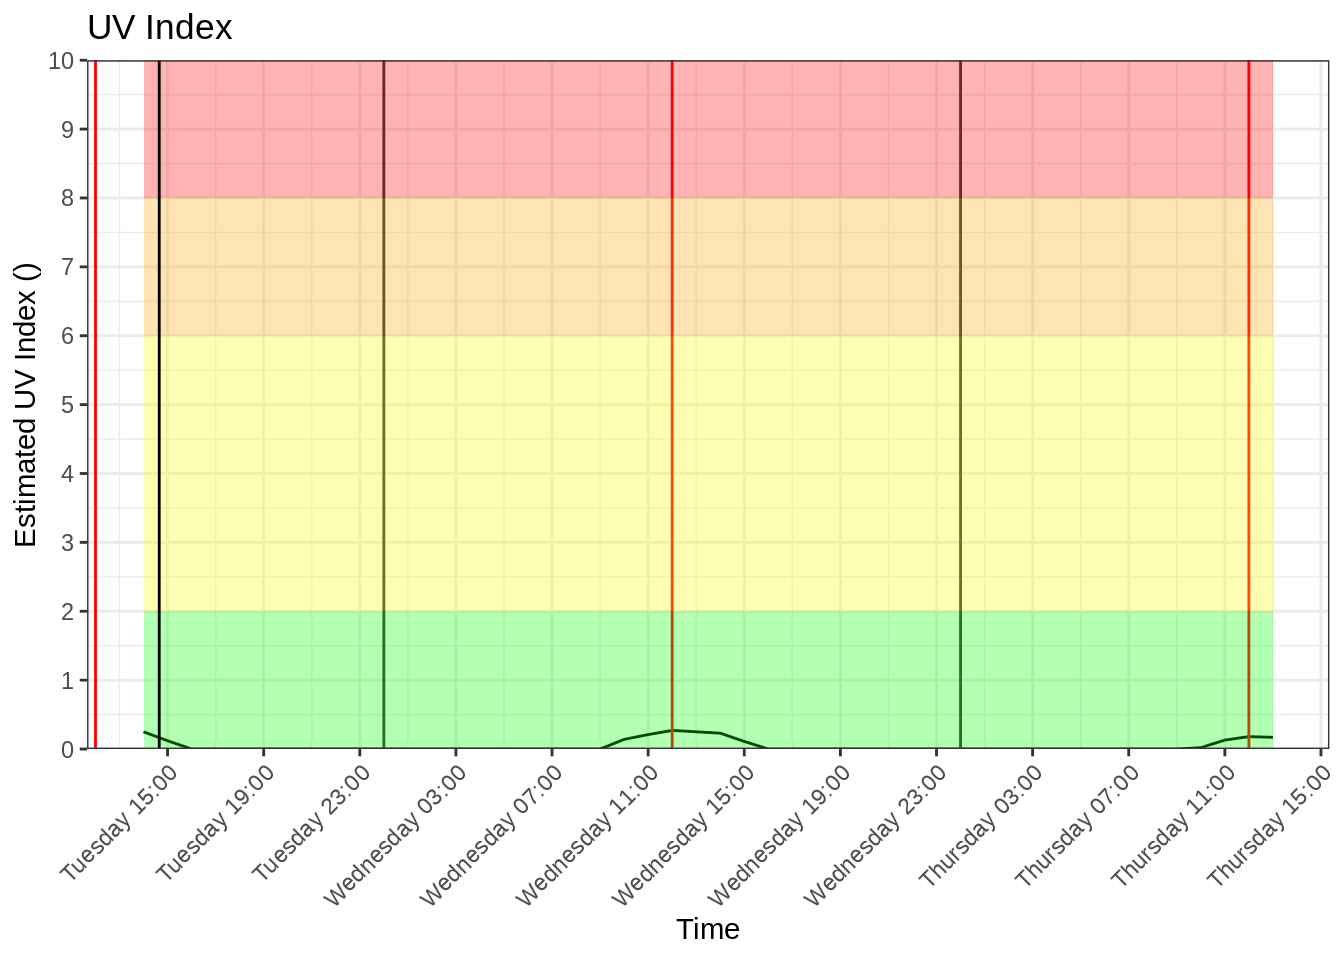 UV Index
Estimated UV Index ()
10
9
8
7
6
5
4
3
2
1
0
Tuesday 15:00
Tuesday 19:00
Tuesday 23:00
Wednesday 03:00
Wednesday 07:00
Wednesday 11:00
Wednesday 15:00
Wednesday 19:00
Wednesday 23:00
Thursday 03:00
Thursday 07:00
Thursday 11:00
Thursday 15:00
Time